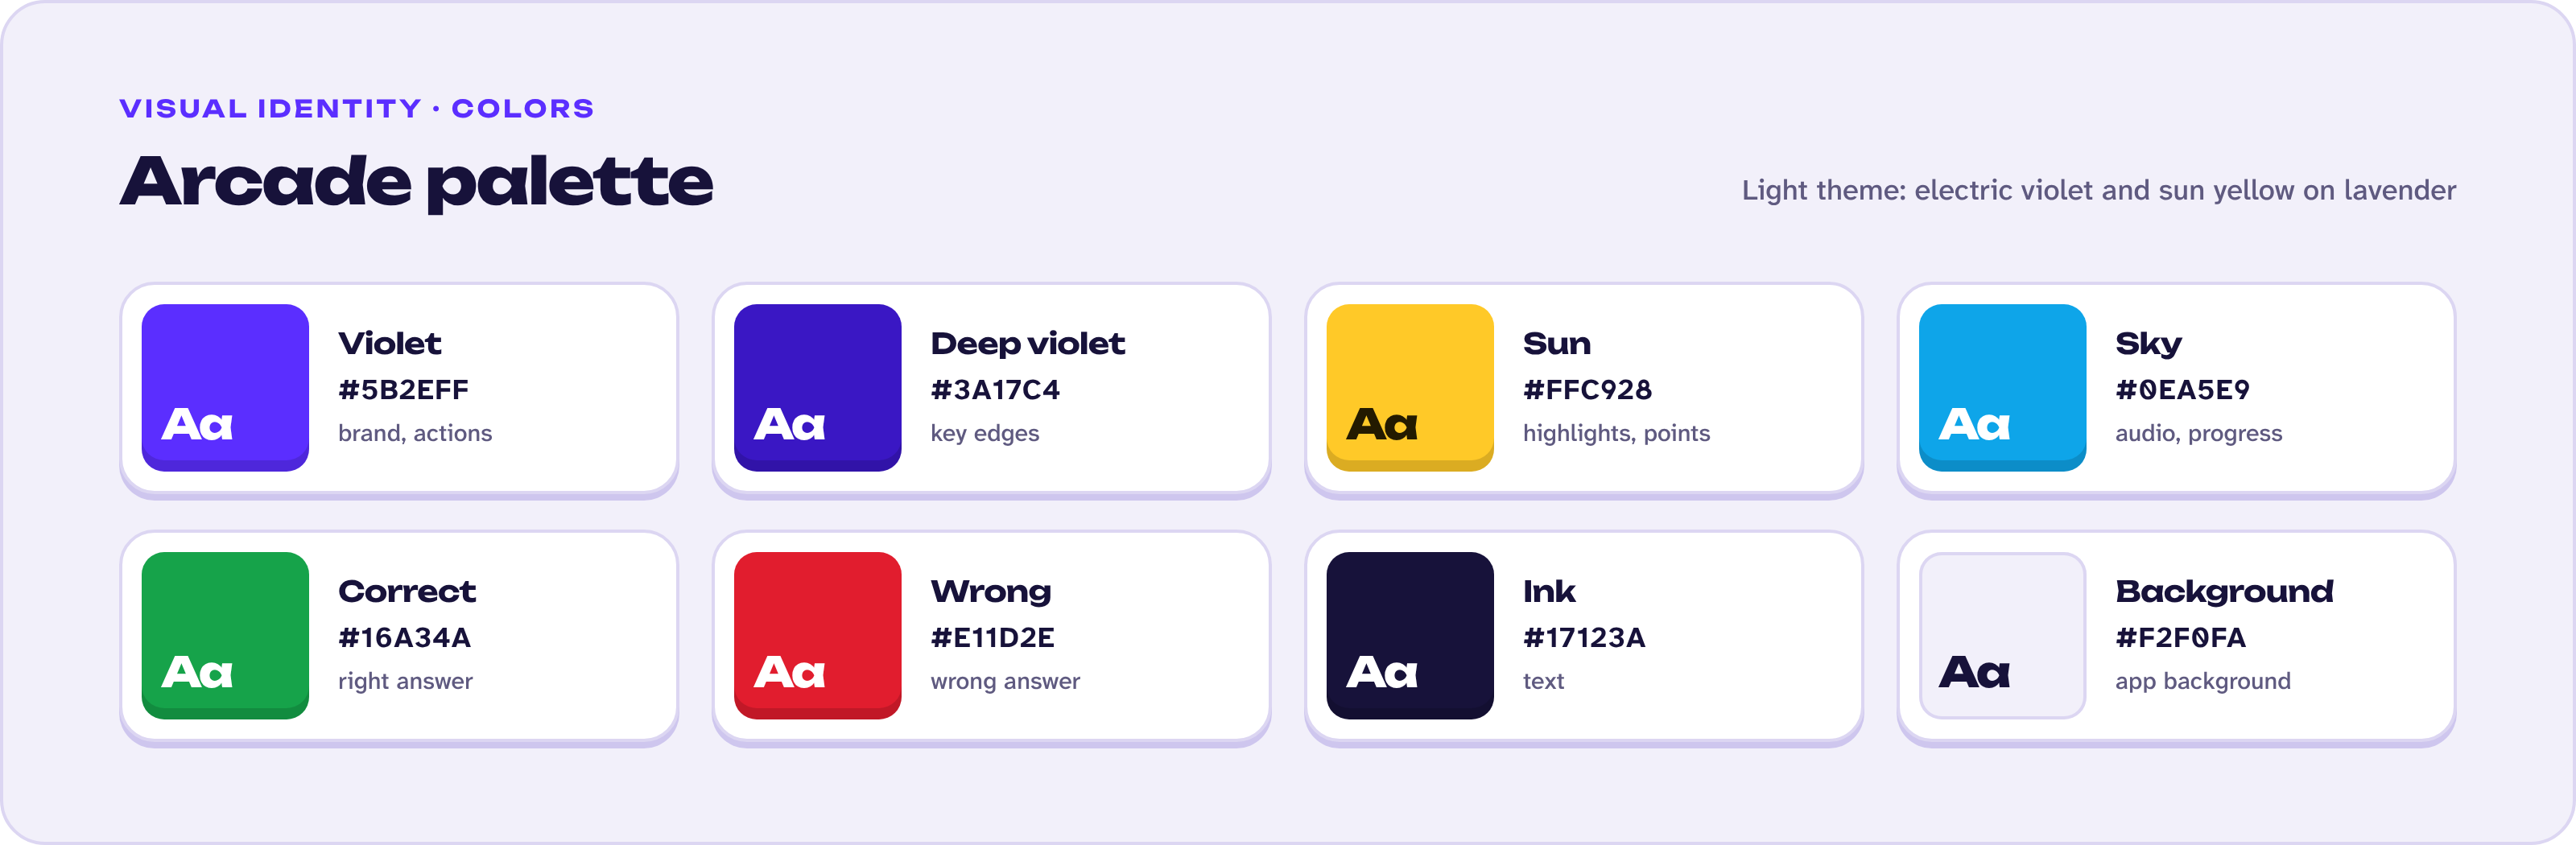 VISUAL IDENTITY · COLORS
Arcade palette
Light theme: electric violet and sun yellow on lavender
Aa
Violet
#5B2EFF
brand, actions
Aa
Deep violet
#3A17C4
key edges
Aa
Sun
#FFC928
highlights, points
Aa
Sky
#0EA5E9
audio, progress
Aa
Correct
#16A34A
right answer
Aa
Wrong
#E11D2E
wrong answer
Aa
Ink
#17123A
text
Aa
Background
#F2F0FA
app background